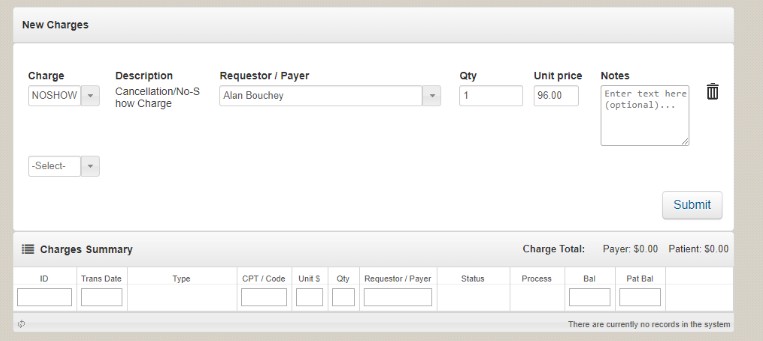 New Charges
Charge Description Requestor / Payer Qty Unit price Notes
NOSHOW Cancellation/No-S Alan Bouchey 1 96.00 Enter text here
how Charge (optional)...
-Select-
Submit
Charges Summary Charge Total: Payer: $0.00 Patient: $0.00
ID Trans Date Type CPT / Code Unit $ Qty Requestor / Payer Status Process Bal Pat Bal
There are currently no records in the system